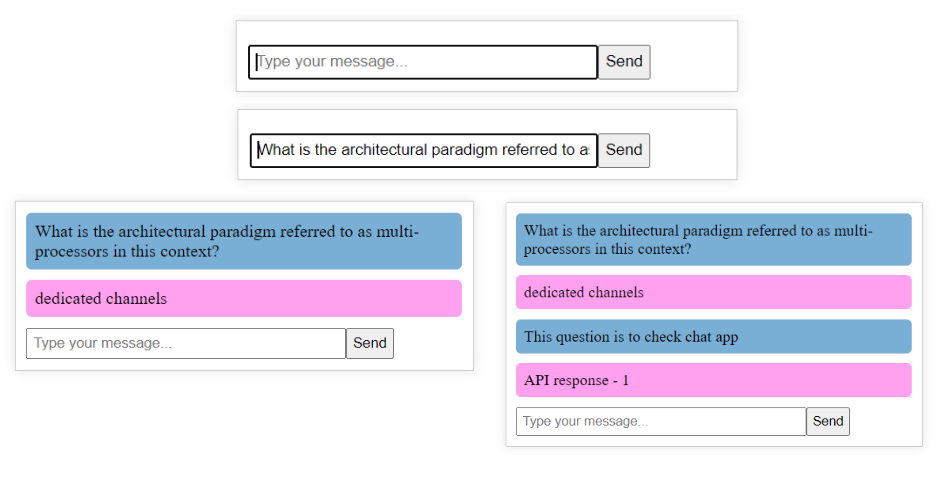 Type your message... Send
What is the architectural paradigm referred to a Send
What is the architectural paradigm referred to as multi-
processors in this context?
dedicated channels
Type your message... Send
What is the architectural paradigm referred to as multi-
processors in this context?
dedicated channels
This question is to check chat app
API response - 1
Type your message... Send